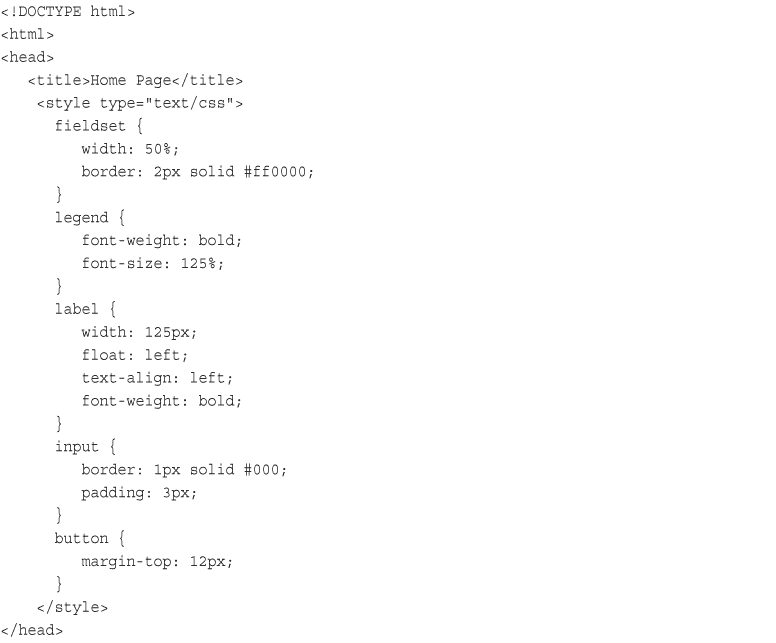 <!DOCTYPE html>
<html>
<head>
   <title>Home Page</title>
    <style type="text/css">
      fieldset {
         width: 50%;
         border: 2px solid #ff0000;
      }
      legend {
         font-weight: bold;
         font-size: 125%;
      }
      label {
         width: 125px;
         float: left;
         text-align: left;
         font-weight: bold;
      }
      input {
         border: 1px solid #000;
         padding: 3px;
      }
      button {
         margin-top: 12px;
      }
    </style>
</head>